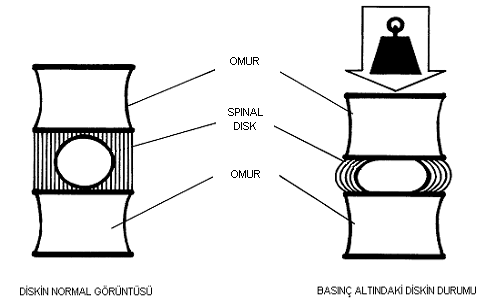 OMUR
SPINAL
DISK
OMUR
DİSKİN NORMAL GÖRÜNTÜSÜ
BASINÇ ALTINDAKİ DİSKİN DURUMU